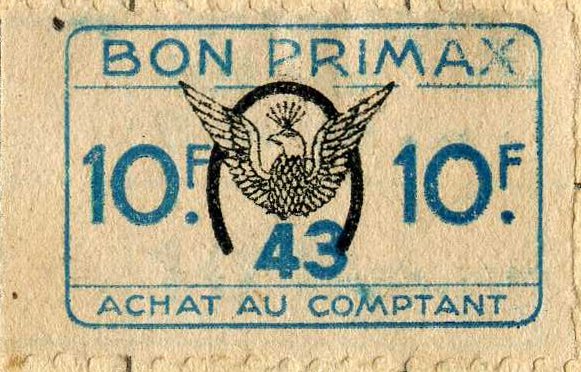 BON PRIMAX
10F. 10F.
43
ACHAT AU COMPTANT